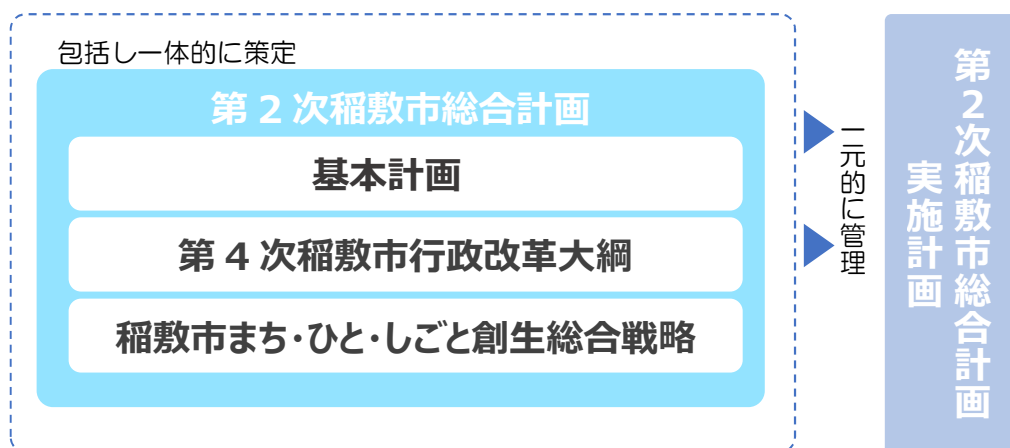 包括し一体的に策定
第2次稲敷市総合計画
基本計画
第4次稲敷市行政改革大綱
稲敷市まち・ひと・しごと創生総合戦略
一元的に管理
第2次稲敷市総合計画
実施計画